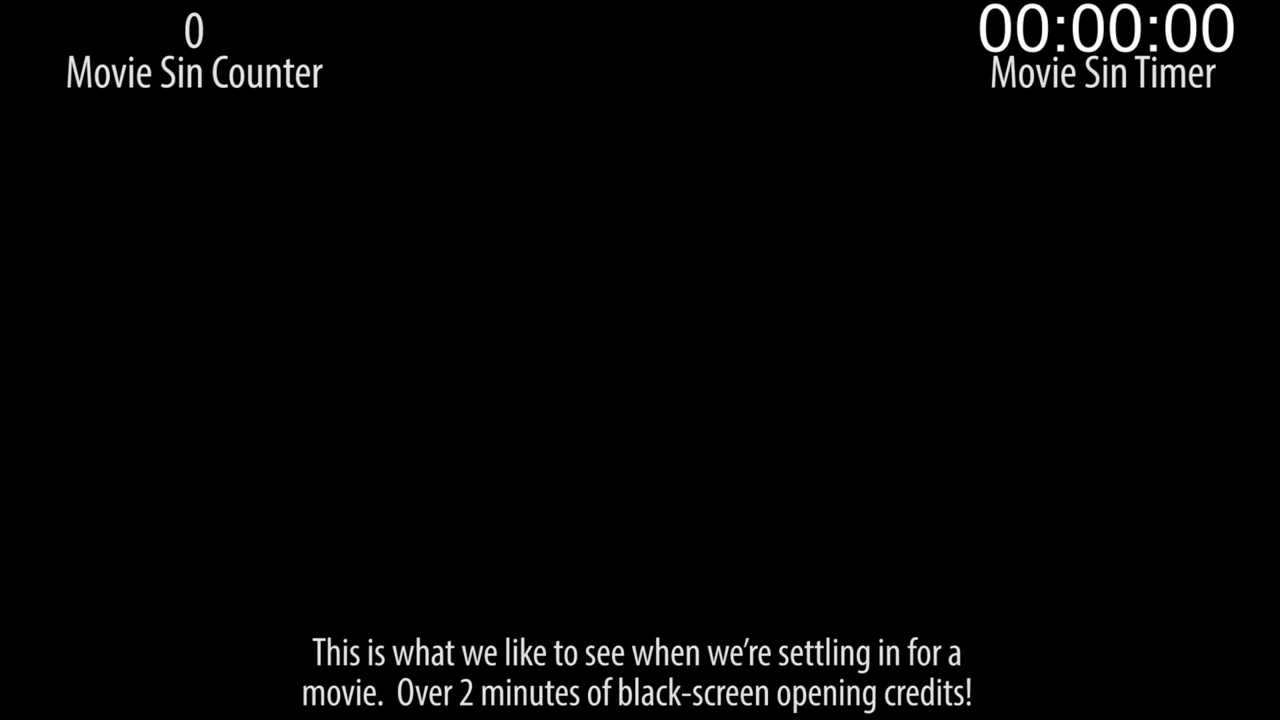 0
00:00:00
Movie Sin Counter
Movie Sin Timer
This is what we like to see when we’re settling in for a
movie.  Over 2 minutes of black-screen opening credits!